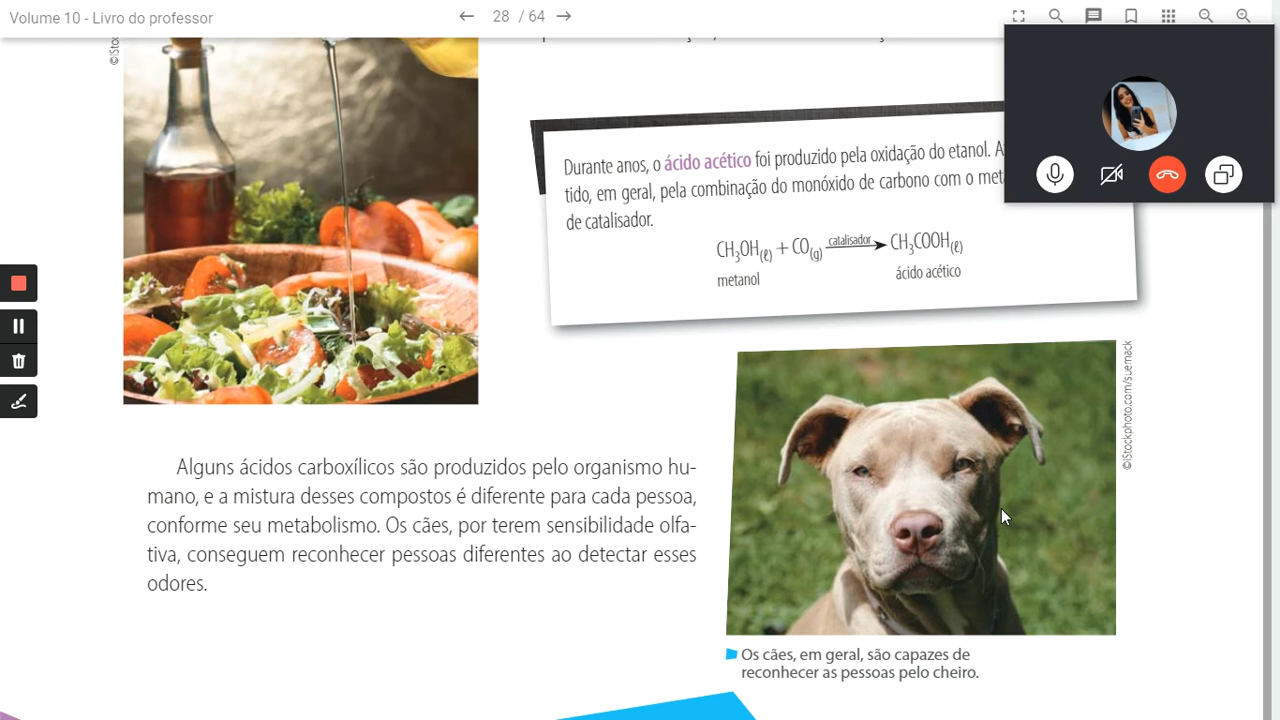 Volume 10 - Livro do professor
28 / 64
Durante anos, o ácido acético foi produzido pela oxidação do etanol.
tido, em geral, pela combinação do monóxido de carbono com o
de catalisador.
CH₃OH(ℓ) + CO(g) catalisador CH₃COOH(ℓ)
metanol ácido acético
©iStockphoto.com/suemack
Alguns ácidos carboxílicos são produzidos pelo organismo hu-
mano, e a mistura desses compostos é diferente para cada pessoa,
conforme seu metabolismo. Os cães, por terem sensibilidade olfa-
tiva, conseguem reconhecer pessoas diferentes ao detectar esses
odores.
Os cães, em geral, são capazes de
reconhecer as pessoas pelo cheiro.